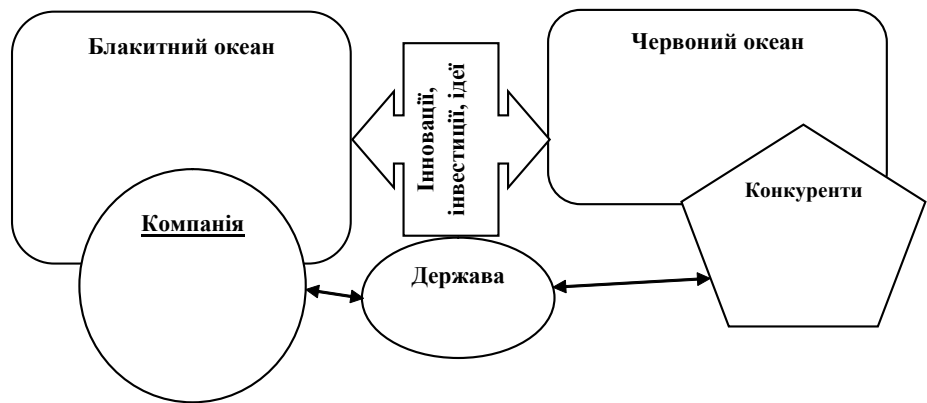 Блакитний океан
Червоний океан
Інновації,
інвестиції, ідеї
Компанія
Конкуренти
Держава